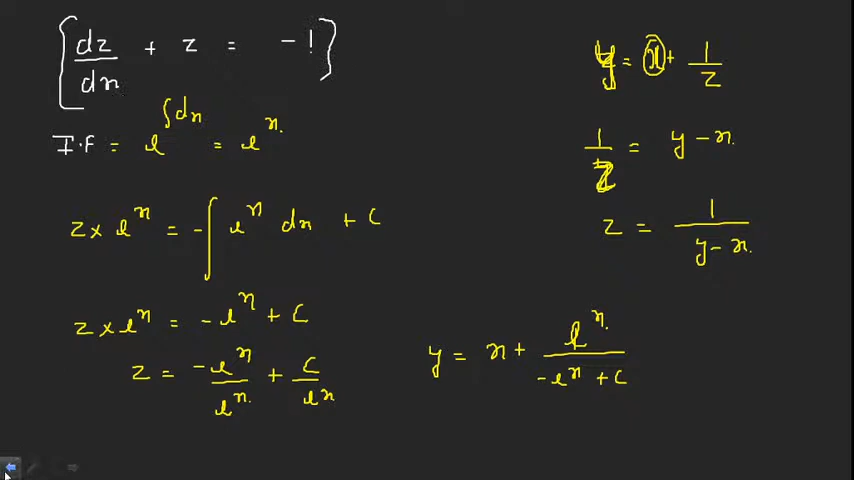 dz/dx + z = -1
I.F = e^∫dx = e^x.
z × e^x = -∫ e^x dx + C
z × e^x = -e^x + C
z = -e^x/e^x. + C/e^x
y = x + 1/z
1/z = y - x.
z = 1/(y - x.)
y = x + e^x./(-e^x + C)